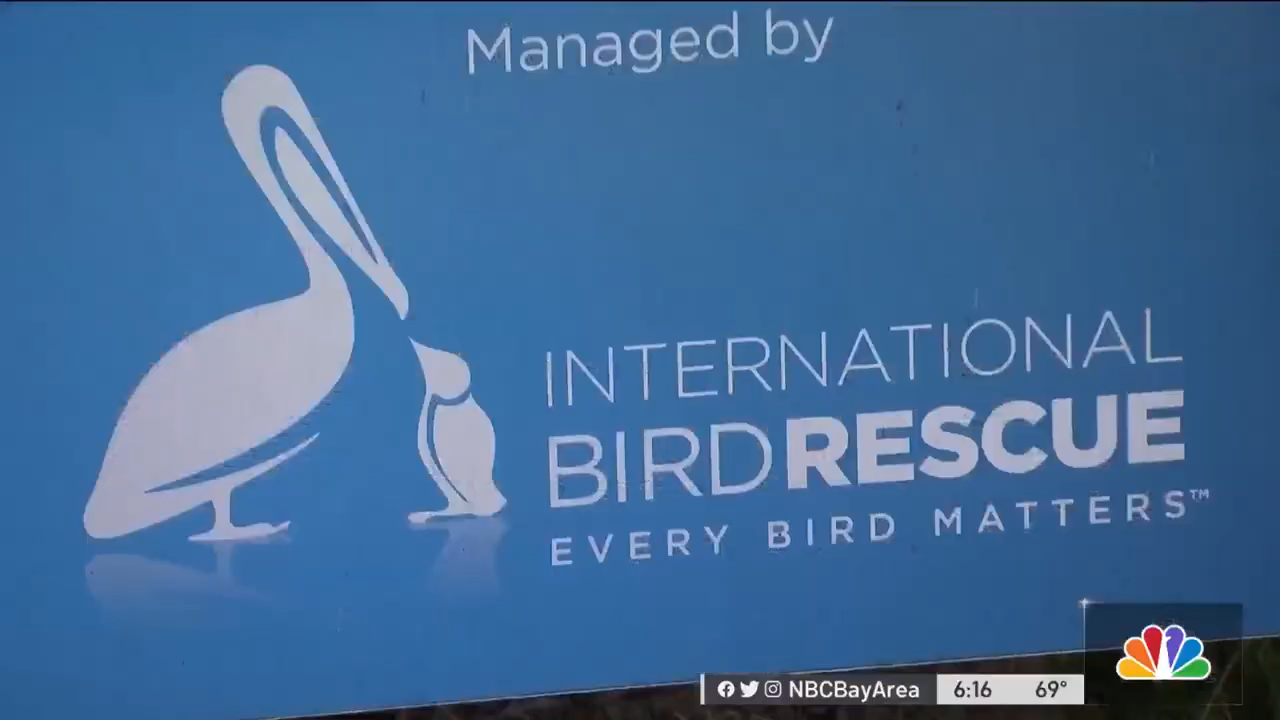 Managed by
INTERNATIONAL
BIRDRESCUE
EVERY BIRD MATTERS™
NBCBayArea 6:16 69°